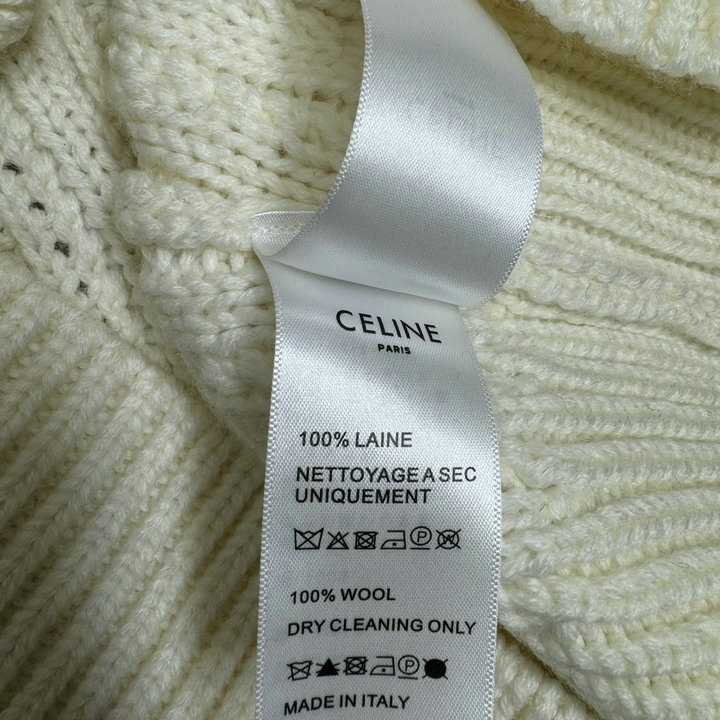 CELINE
PARIS
100% LAINE
NETTOYAGE A SEC
UNIQUEMENT
P
100% WOOL
DRY CLEANING ONLY
P
MADE IN ITALY